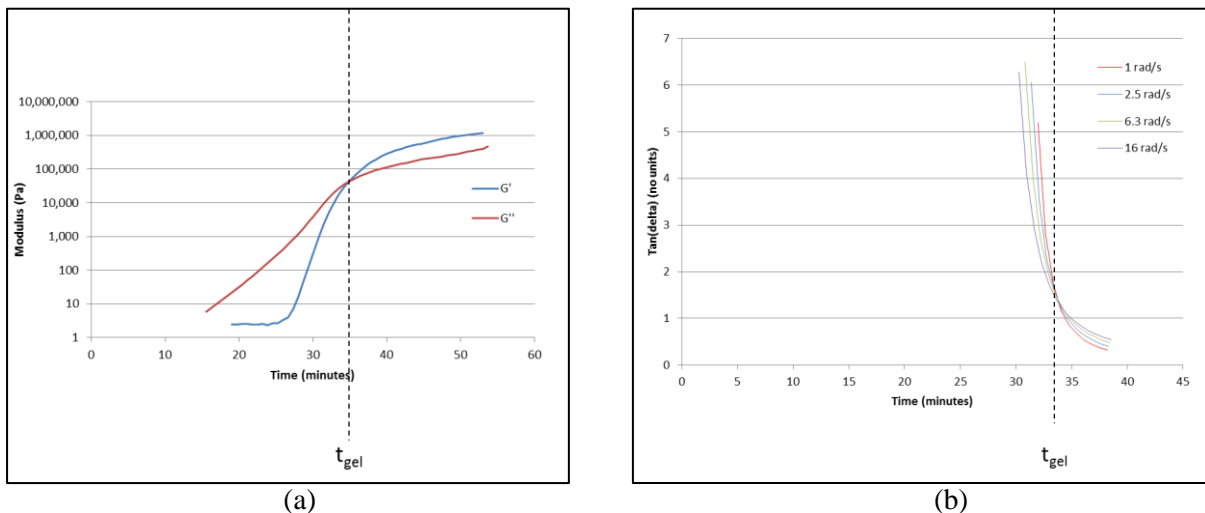 10,000,000
1,000,000
100,000
10,000
1,000
100
10
1
Modulus (Pa)
0 10 20 30 40 50 60
Time (minutes)
G'
G''
t_gel
(a)
7
6
5
4
3
2
1
0
Tan(delta) (no units)
0 5 10 15 20 25 30 35 40 45
Time (minutes)
1 rad/s
2.5 rad/s
6.3 rad/s
16 rad/s
t_gel
(b)